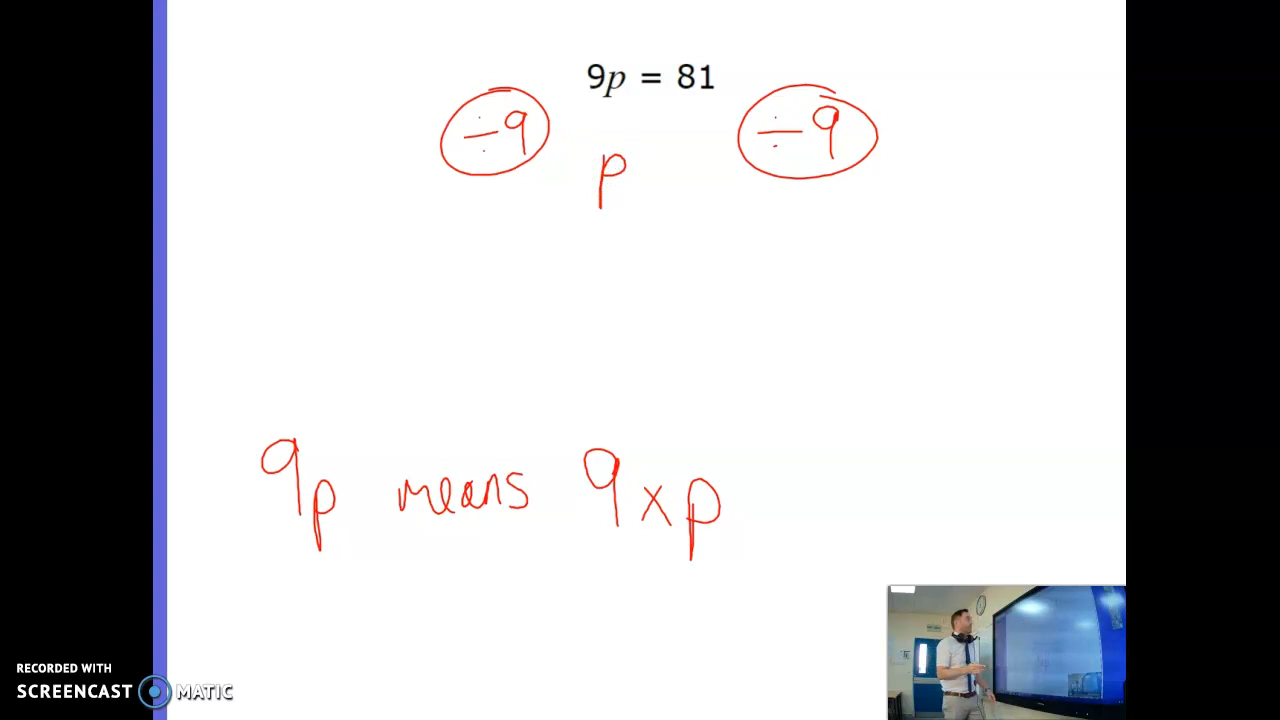 9p = 81
÷9 ÷9
p
9p means 9 x p
RECORDED WITH
SCREENCAST MATIC